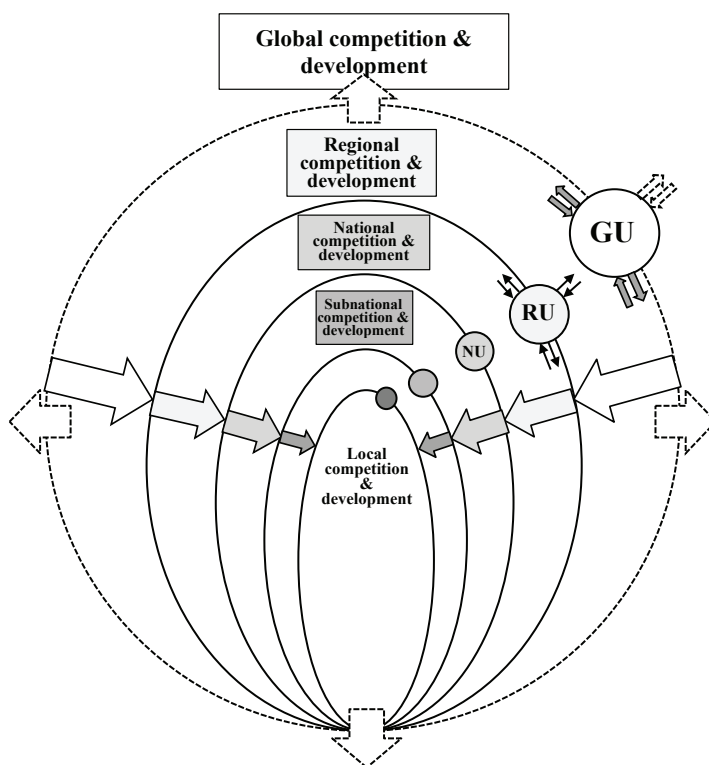 Global competition &
development
Regional
competition &
development
National
competition &
development
Subnational
competition &
development
GU
RU
NU
Local
competition
&
development